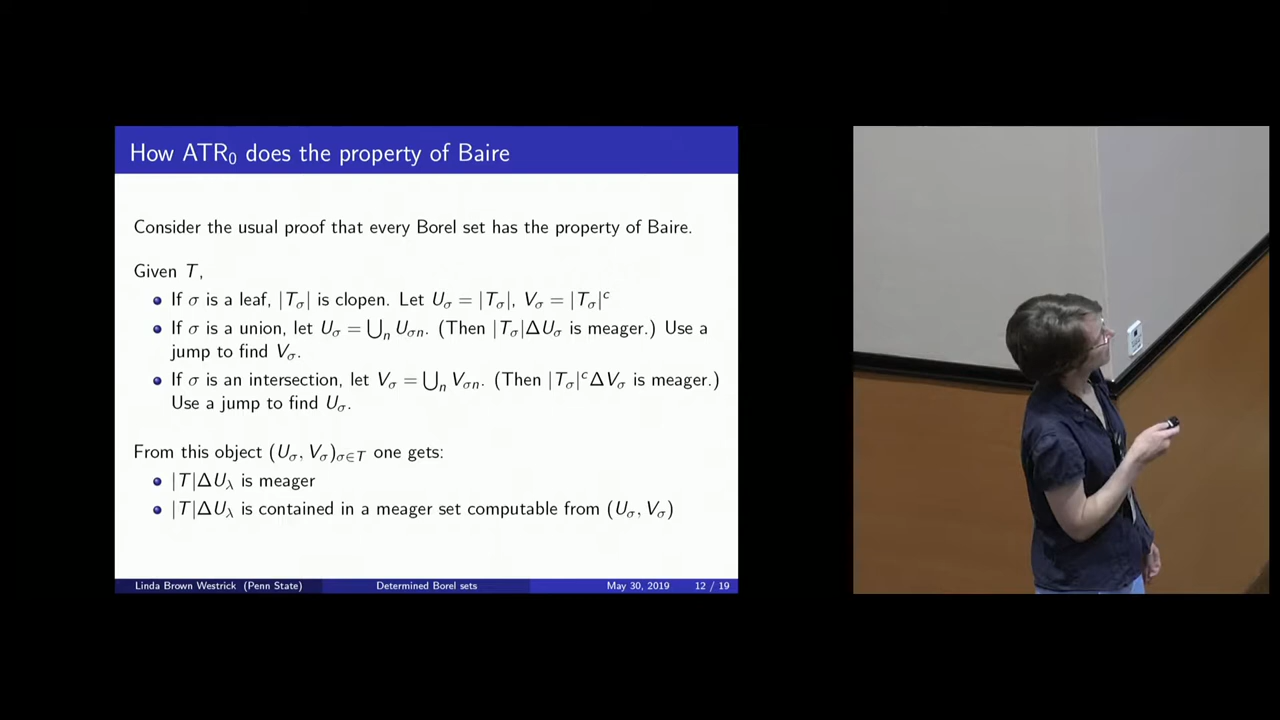 How ATR₀ does the property of Baire
Consider the usual proof that every Borel set has the property of Baire.
Given T,
If σ is a leaf, |T_σ| is clopen. Let U_σ = |T_σ|, V_σ = |T_σ|^c
If σ is a union, let U_σ = ⋃_n U_σn. (Then |T_σ|ΔU_σ is meager.) Use a
jump to find V_σ.
If σ is an intersection, let V_σ = ⋃_n V_σn. (Then |T_σ|^cΔV_σ is meager.)
Use a jump to find U_σ.
From this object (U_σ, V_σ)_σ∈T one gets:
|T|ΔU_λ is meager
|T|ΔU_λ is contained in a meager set computable from (U_σ, V_σ)
Linda Brown Westrick (Penn State) Determined Borel sets May 30, 2019 12 / 19